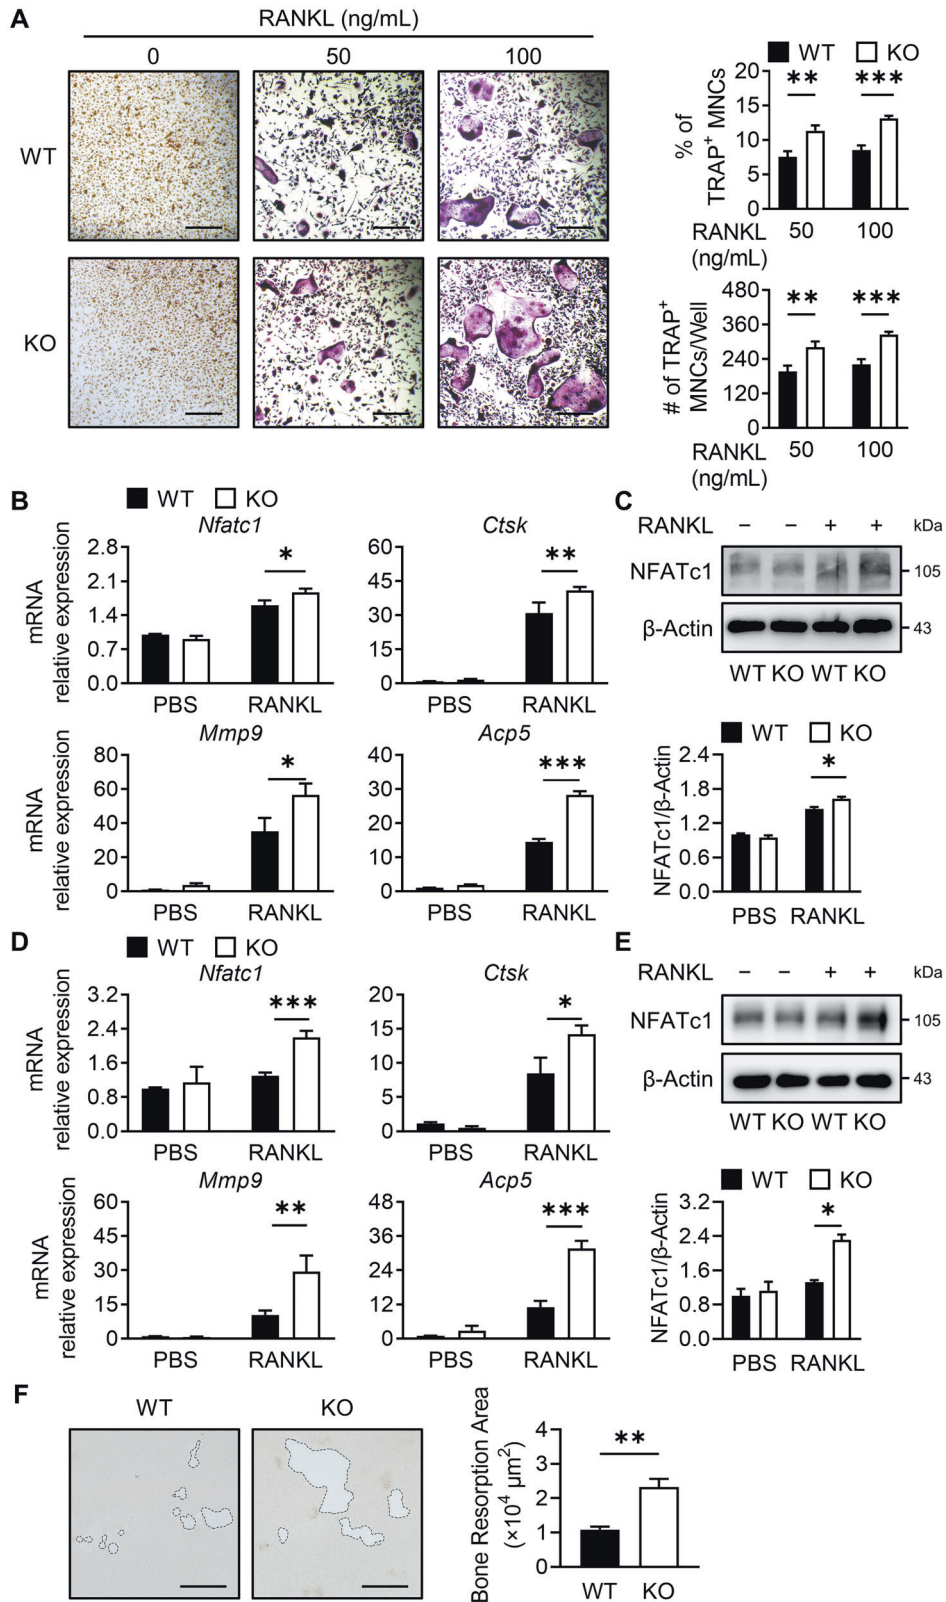 A
RANKL (ng/mL)
0 50 100
WT
KO
WT KO
20
15
10
5
0
% of
TRAP+ MNCs
** ***
RANKL
(ng/mL)
50 100
480
360
240
120
0
# of TRAP+
MNCs/Well
** ***
RANKL
(ng/mL)
50 100
B
WT KO
Nfatc1
mRNA
relative expression
2.8
2.1
1.4
0.7
0.0
*
PBS RANKL
Ctsk
60
45
30
15
0
**
PBS RANKL
Mmp9
mRNA
relative expression
80
60
40
20
0
*
PBS RANKL
Acp5
40
30
20
10
0
***
PBS RANKL
C
RANKL – – + + kDa
NFATc1 105
β-Actin 43
WT KO WT KO
WT KO
NFATc1/β-Actin
2.4
1.8
1.2
0.6
0.0
*
PBS RANKL
D
WT KO
Nfatc1
mRNA
relative expression
3.2
2.4
1.6
0.8
0.0
***
PBS RANKL
Ctsk
20
15
10
5
0
*
PBS RANKL
Mmp9
mRNA
relative expression
60
45
30
15
0
**
PBS RANKL
Acp5
48
36
24
12
0
***
PBS RANKL
E
RANKL – – + + kDa
NFATc1 105
β-Actin 43
WT KO WT KO
WT KO
NFATc1/β-Actin
3.2
2.4
1.6
0.8
0.0
*
PBS RANKL
F
WT KO
Bone Resorption Area
(×10⁴ µm²)
4
3
2
1
0
**
WT KO